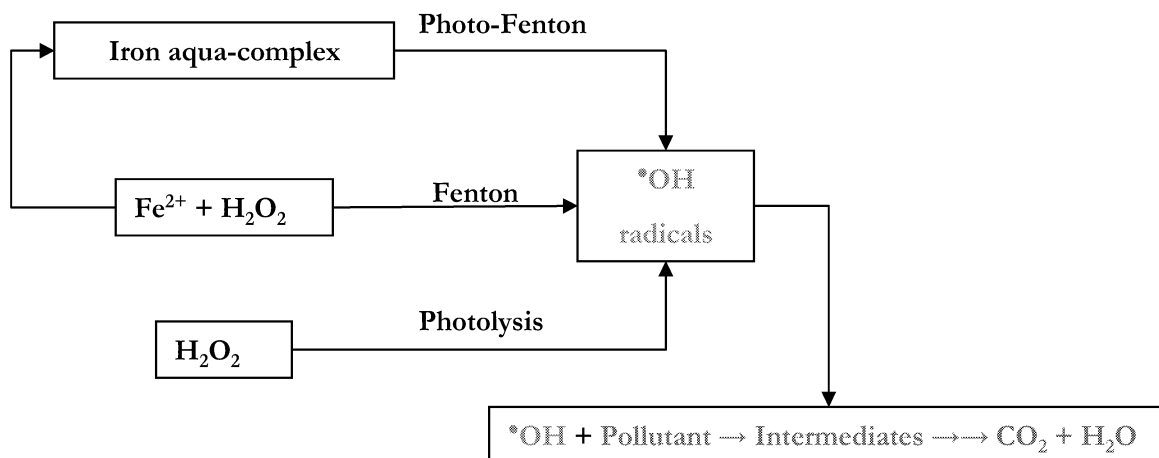 Photo-Fenton
Iron aqua-complex
Fe²⁺ + H₂O₂
Fenton
•OH
radicals
Photolysis
H₂O₂
•OH + Pollutant → Intermediates →→ CO₂ + H₂O